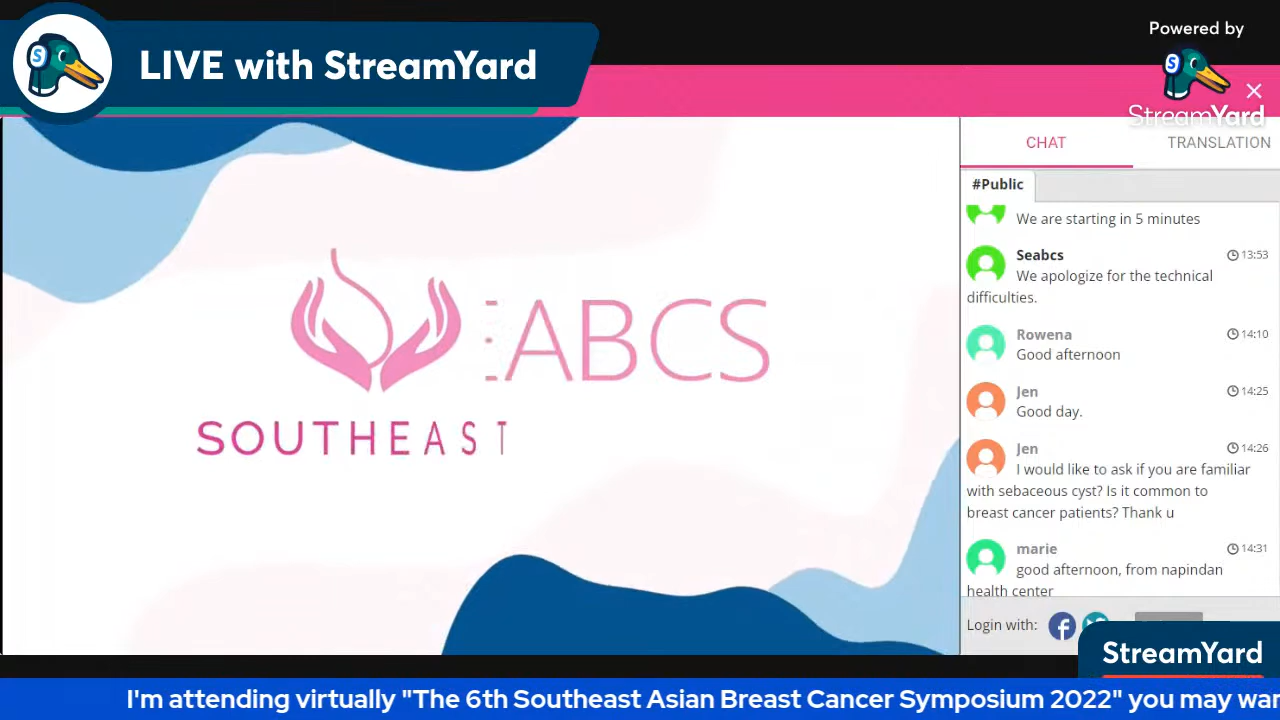 LIVE with StreamYard
Powered by
StreamYard
CHAT
TRANSLATION
#Public
We are starting in 5 minutes
Seabcs
13:53
We apologize for the technical
difficulties.
Rowena
14:10
Good afternoon
Jen
14:25
Good day.
Jen
14:26
I would like to ask if you are familiar
with sebaceous cyst? Is it common to
breast cancer patients? Thank u
marie
14:31
good afternoon, from napindan
health center
Login with:
EABCS
SOUTHEAST
StreamYard
I'm attending virtually "The 6th Southeast Asian Breast Cancer Symposium 2022" you may wan